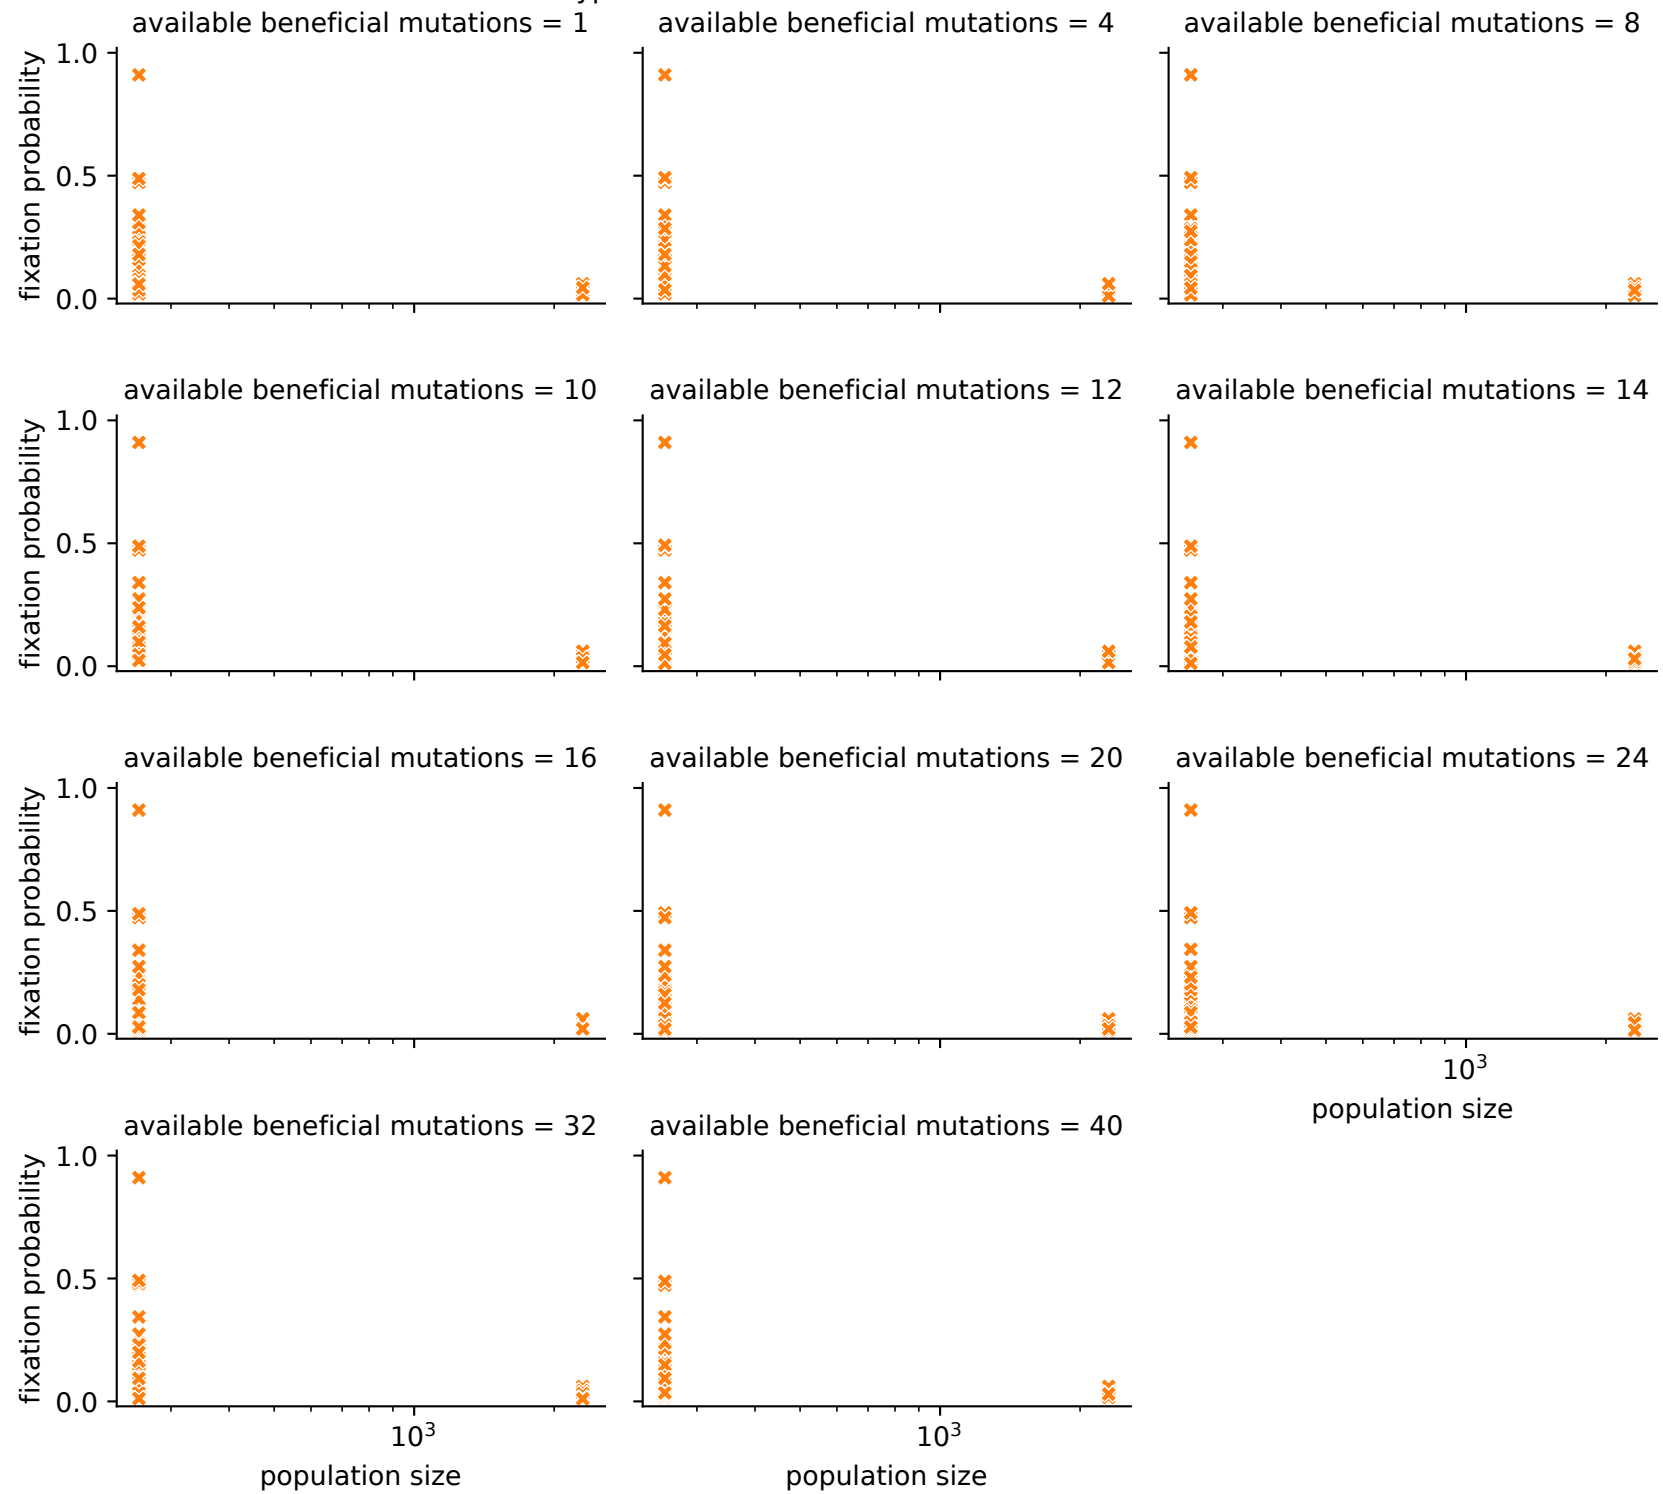 available beneficial mutations = 1
available beneficial mutations = 4
available beneficial mutations = 8
fixation probability
1.0
0.5
0.0
available beneficial mutations = 10
available beneficial mutations = 12
available beneficial mutations = 14
fixation probability
1.0
0.5
0.0
available beneficial mutations = 16
available beneficial mutations = 20
available beneficial mutations = 24
fixation probability
1.0
0.5
0.0
10³
population size
available beneficial mutations = 32
available beneficial mutations = 40
fixation probability
1.0
0.5
0.0
10³
10³
population size
population size